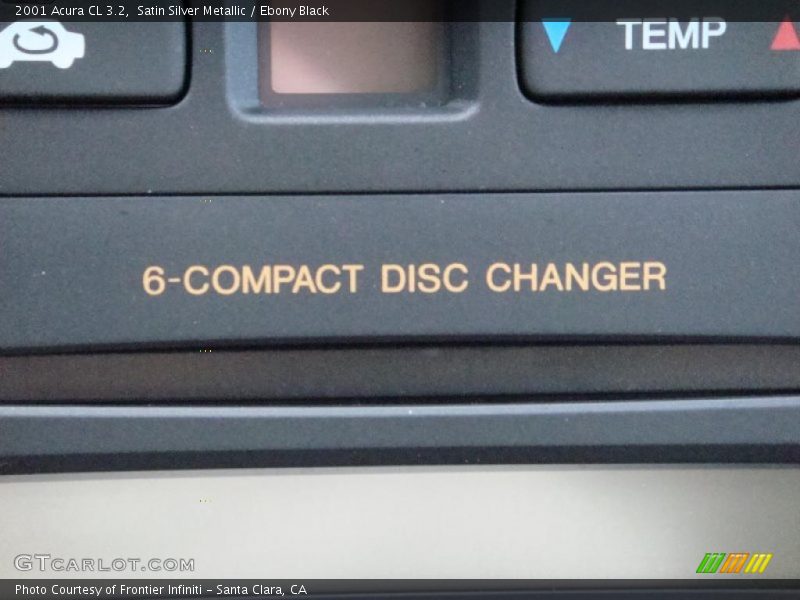 2001 Acura CL 3.2,  Satin Silver Metallic / Ebony Black
TEMP
6-COMPACT DISC CHANGER
GTCARLOT.COM
Photo Courtesy of Frontier Infiniti - Santa Clara, CA